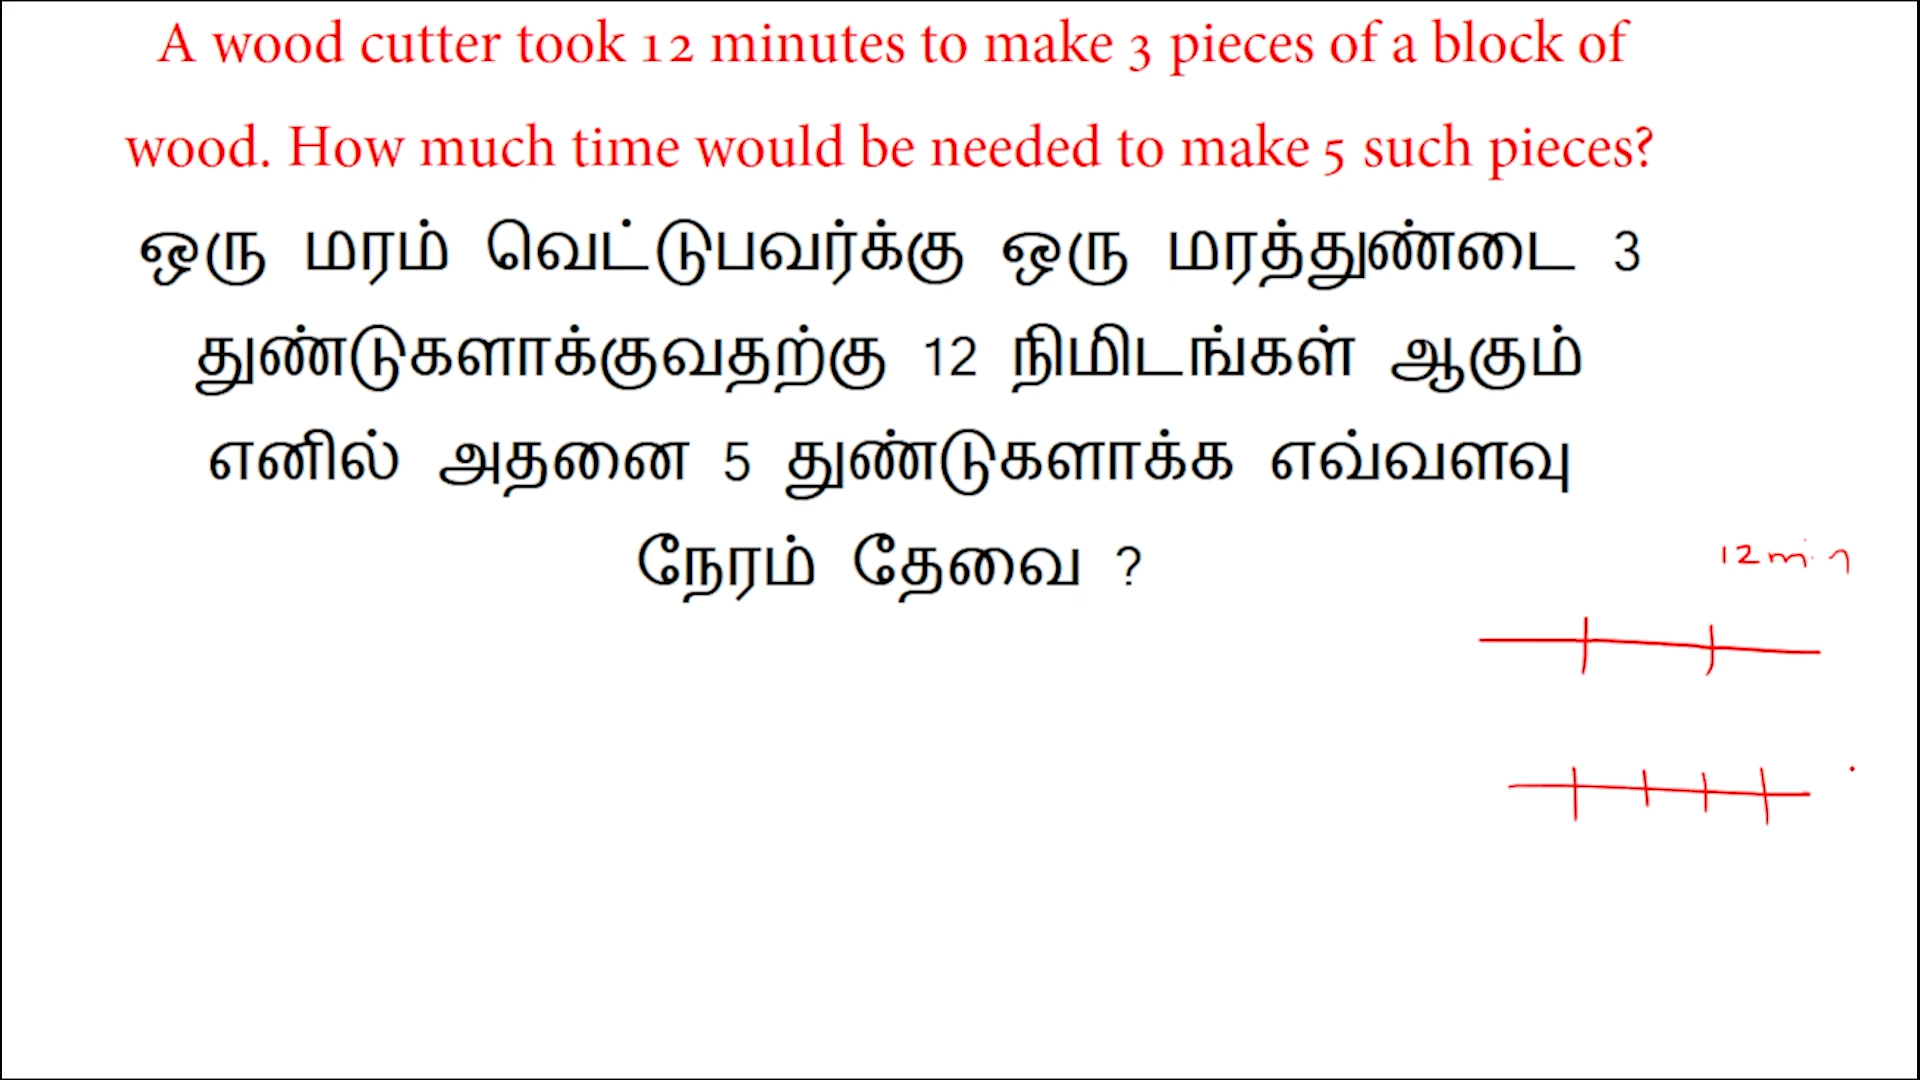 A wood cutter took 12 minutes to make 3 pieces of a block of
wood. How much time would be needed to make 5 such pieces?
ஒரு மரம் வெட்டுபவர்க்கு ஒரு மரத்துண்டை 3
துண்டுகளாக்குவதற்கு 12 நிமிடங்கள் ஆகும்
எனில் அதனை 5 துண்டுகளாக்க எவ்வளவு
நேரம் தேவை ?
12 min